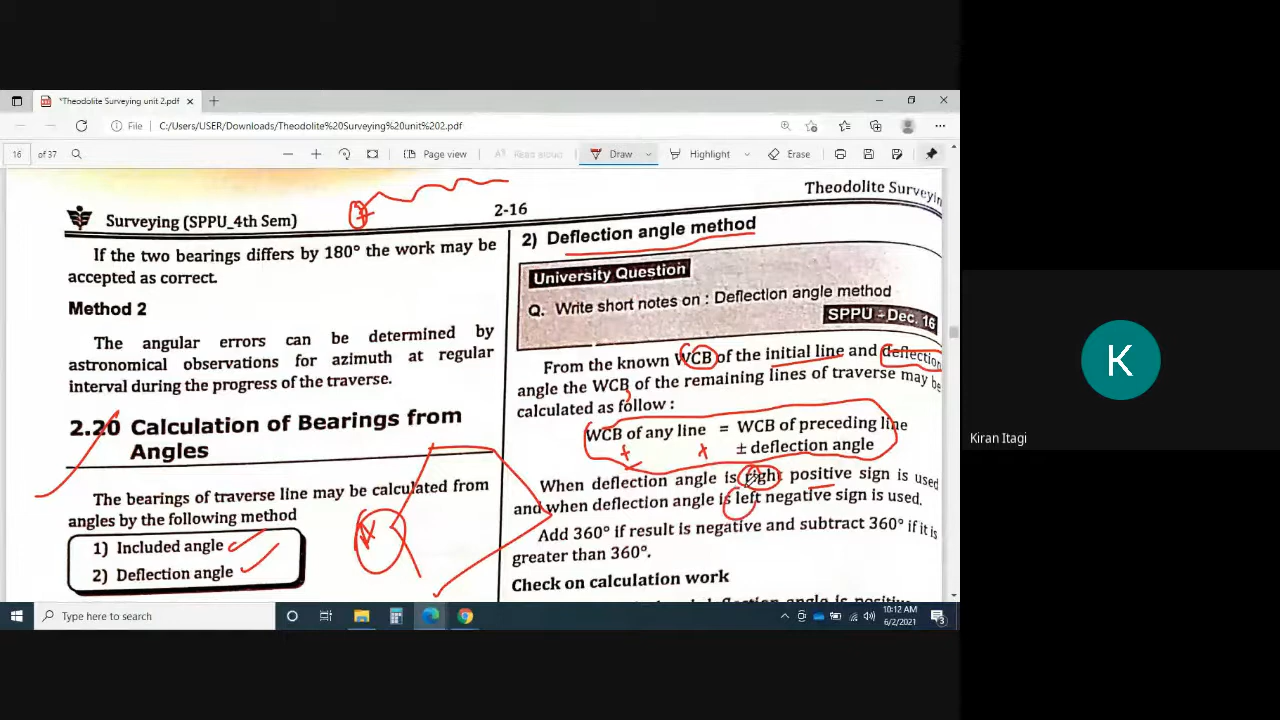 *Theodolite Surveying unit 2.pdf
File
C:/Users/USER/Downloads/Theodolite%20Surveying%20unit%202.pdf
16 of 37
Page view
Read aloud
Draw
Highlight
Erase
Surveying (SPPU_4th Sem)
2-16
Theodolite Surveyin
If the two bearings differs by 180° the work may be
accepted as correct.
Method 2
The angular errors can be determined by
astronomical observations for azimuth at regular
interval during the progress of the traverse.
2.20 Calculation of Bearings from
Angles
The bearings of traverse line may be calculated from
angles by the following method
1) Included angle
2) Deflection angle
2) Deflection angle method
University Question
Q. Write short notes on : Deflection angle method
SPPU - Dec. 16
From the known WCB of the initial line and deflection
angle the WCB of the remaining lines of traverse may be
calculated as follow :
WCB of any line = WCB of preceding line
± deflection angle
When deflection angle is right positive sign is used
and when deflection angle is left negative sign is used.
Add 360° if result is negative and subtract 360° if it is
greater than 360°.
Check on calculation work
Kiran Itagi
K
Type here to search
10:12 AM
6/2/2021
3